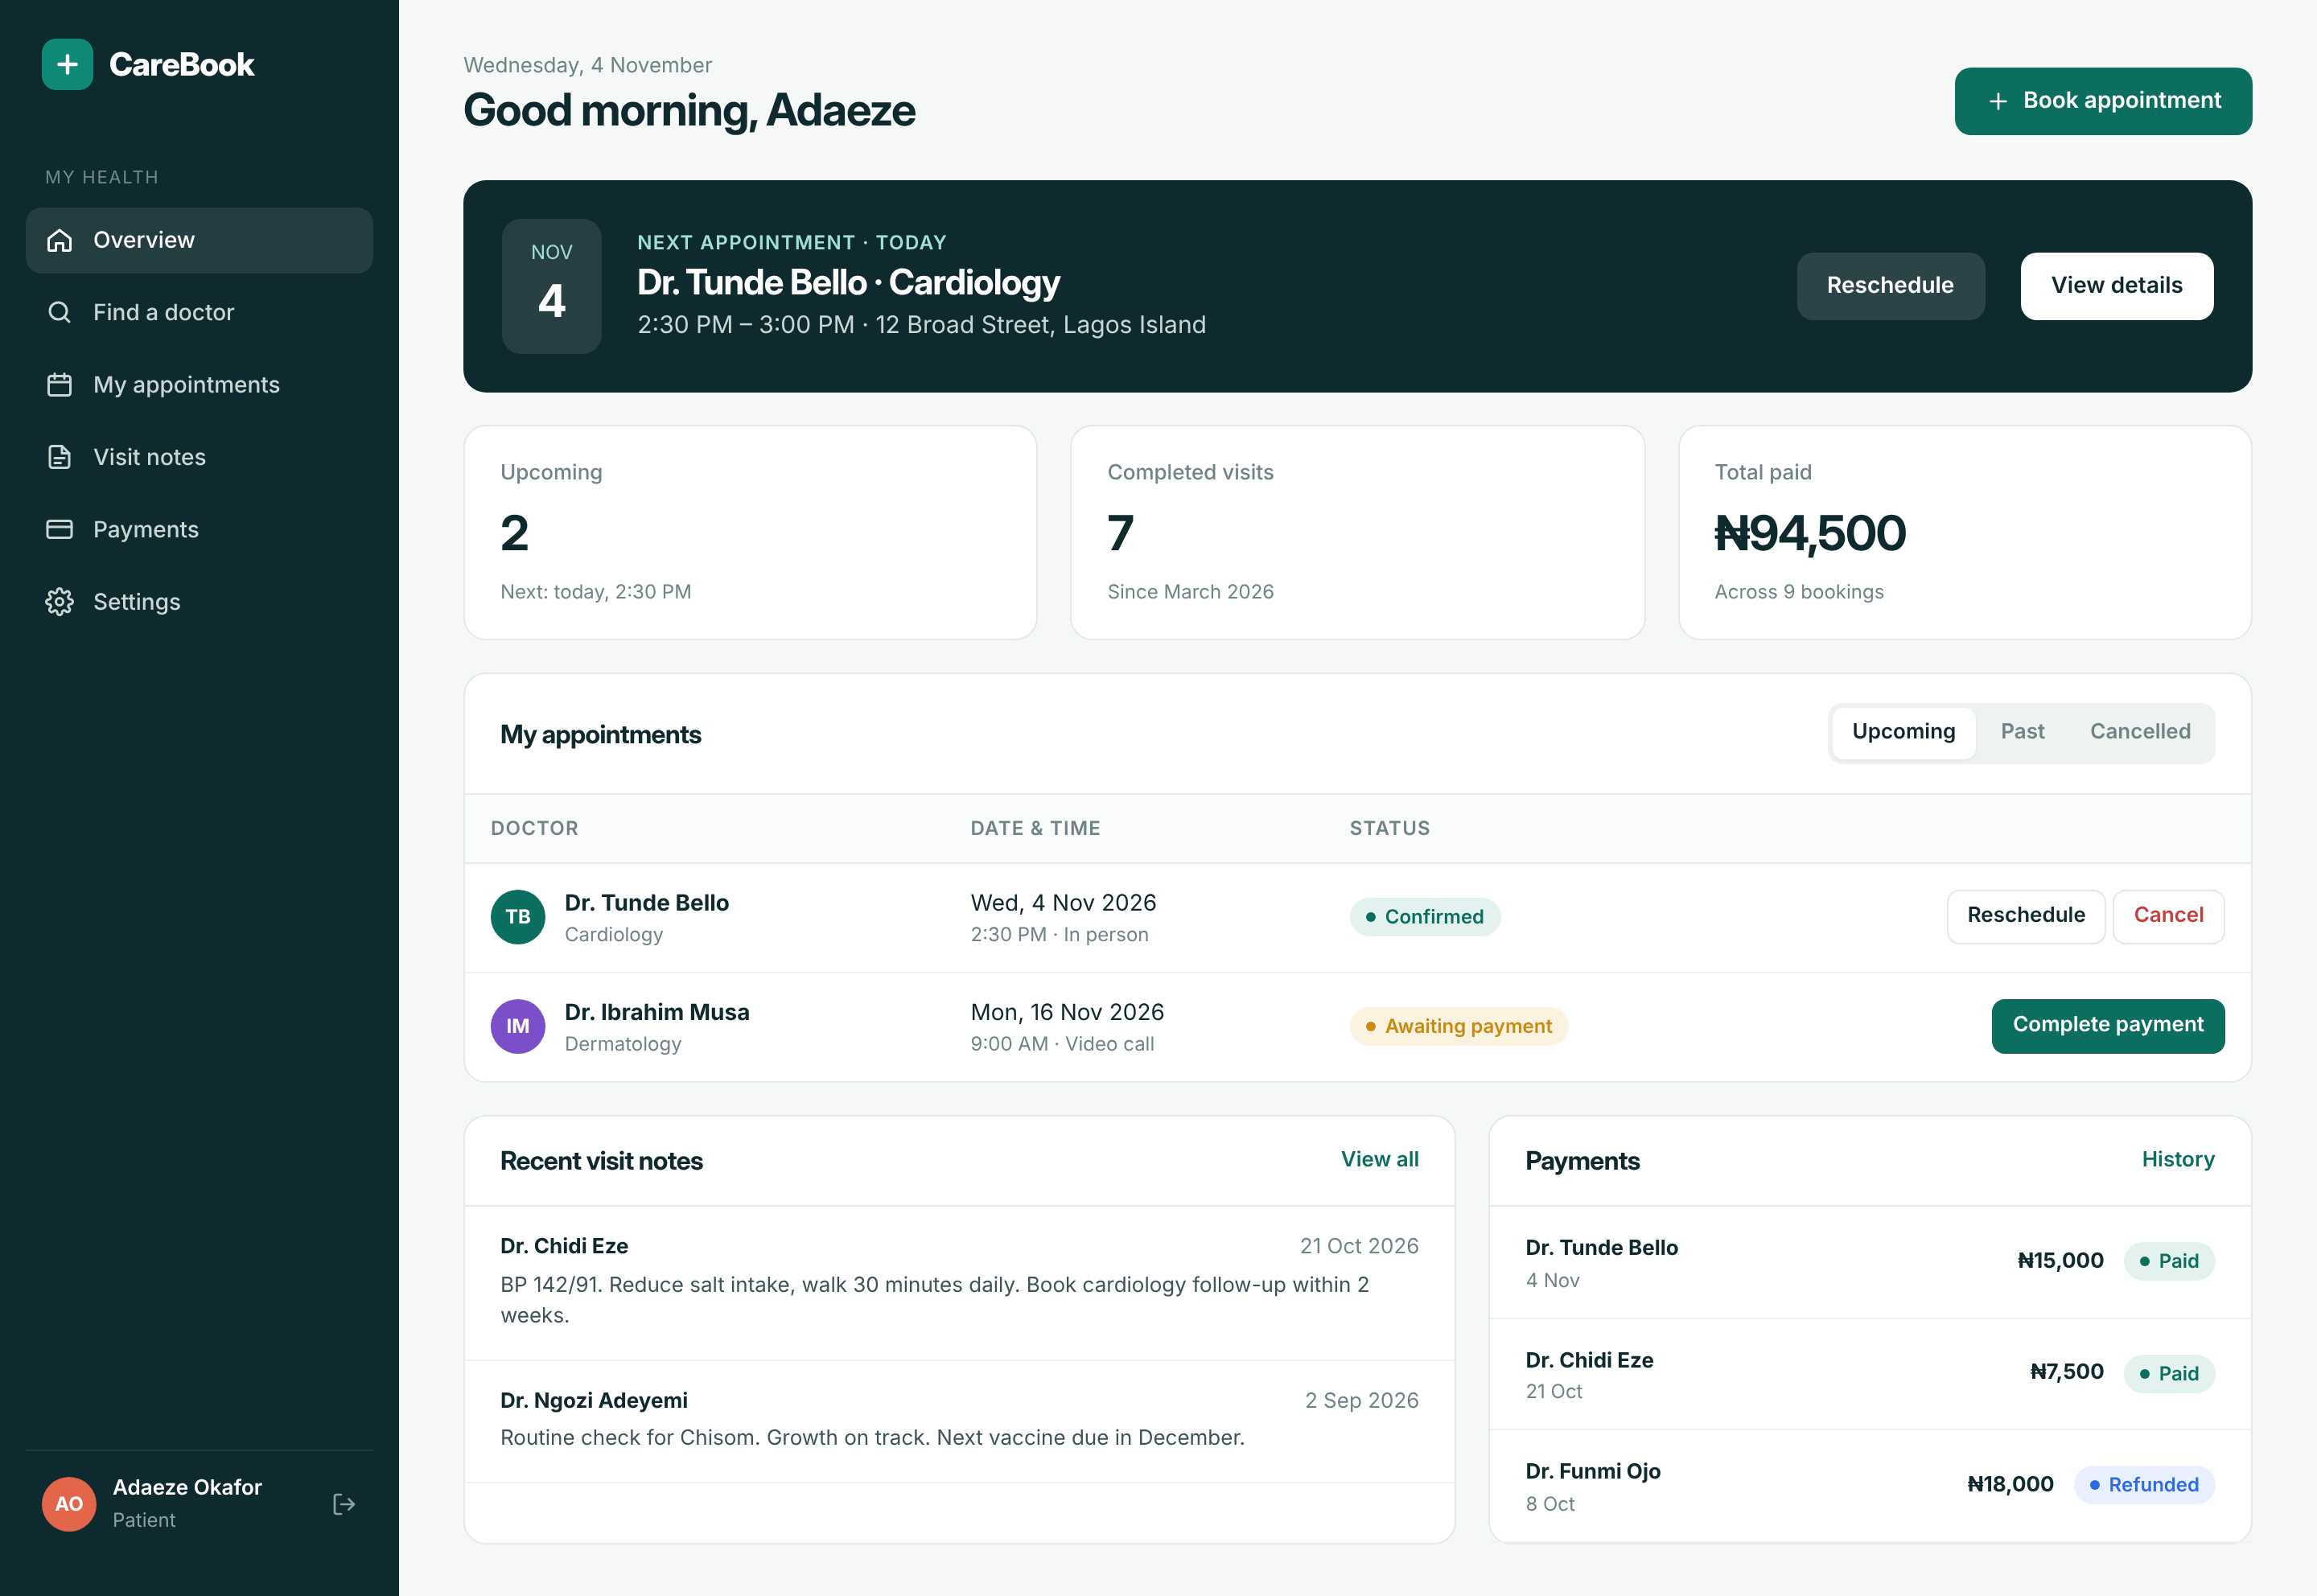 CareBook
MY HEALTH
Overview
Find a doctor
My appointments
Visit notes
Payments
Settings
AO
Adaeze Okafor
Patient
Wednesday, 4 November
Good morning, Adaeze
Book appointment
NOV
4
NEXT APPOINTMENT · TODAY
Dr. Tunde Bello · Cardiology
2:30 PM – 3:00 PM · 12 Broad Street, Lagos Island
Reschedule
View details
Upcoming
2
Next: today, 2:30 PM
Completed visits
7
Since March 2026
Total paid
₦94,500
Across 9 bookings
My appointments
Upcoming
Past
Cancelled
DOCTOR
DATE & TIME
STATUS
TB
Dr. Tunde Bello
Cardiology
Wed, 4 Nov 2026
2:30 PM · In person
Confirmed
Reschedule
Cancel
IM
Dr. Ibrahim Musa
Dermatology
Mon, 16 Nov 2026
9:00 AM · Video call
Awaiting payment
Complete payment
Recent visit notes
View all
Dr. Chidi Eze
21 Oct 2026
BP 142/91. Reduce salt intake, walk 30 minutes daily. Book cardiology follow-up within 2
weeks.
Dr. Ngozi Adeyemi
2 Sep 2026
Routine check for Chisom. Growth on track. Next vaccine due in December.
Payments
History
Dr. Tunde Bello
4 Nov
₦15,000
Paid
Dr. Chidi Eze
21 Oct
₦7,500
Paid
Dr. Funmi Ojo
8 Oct
₦18,000
Refunded